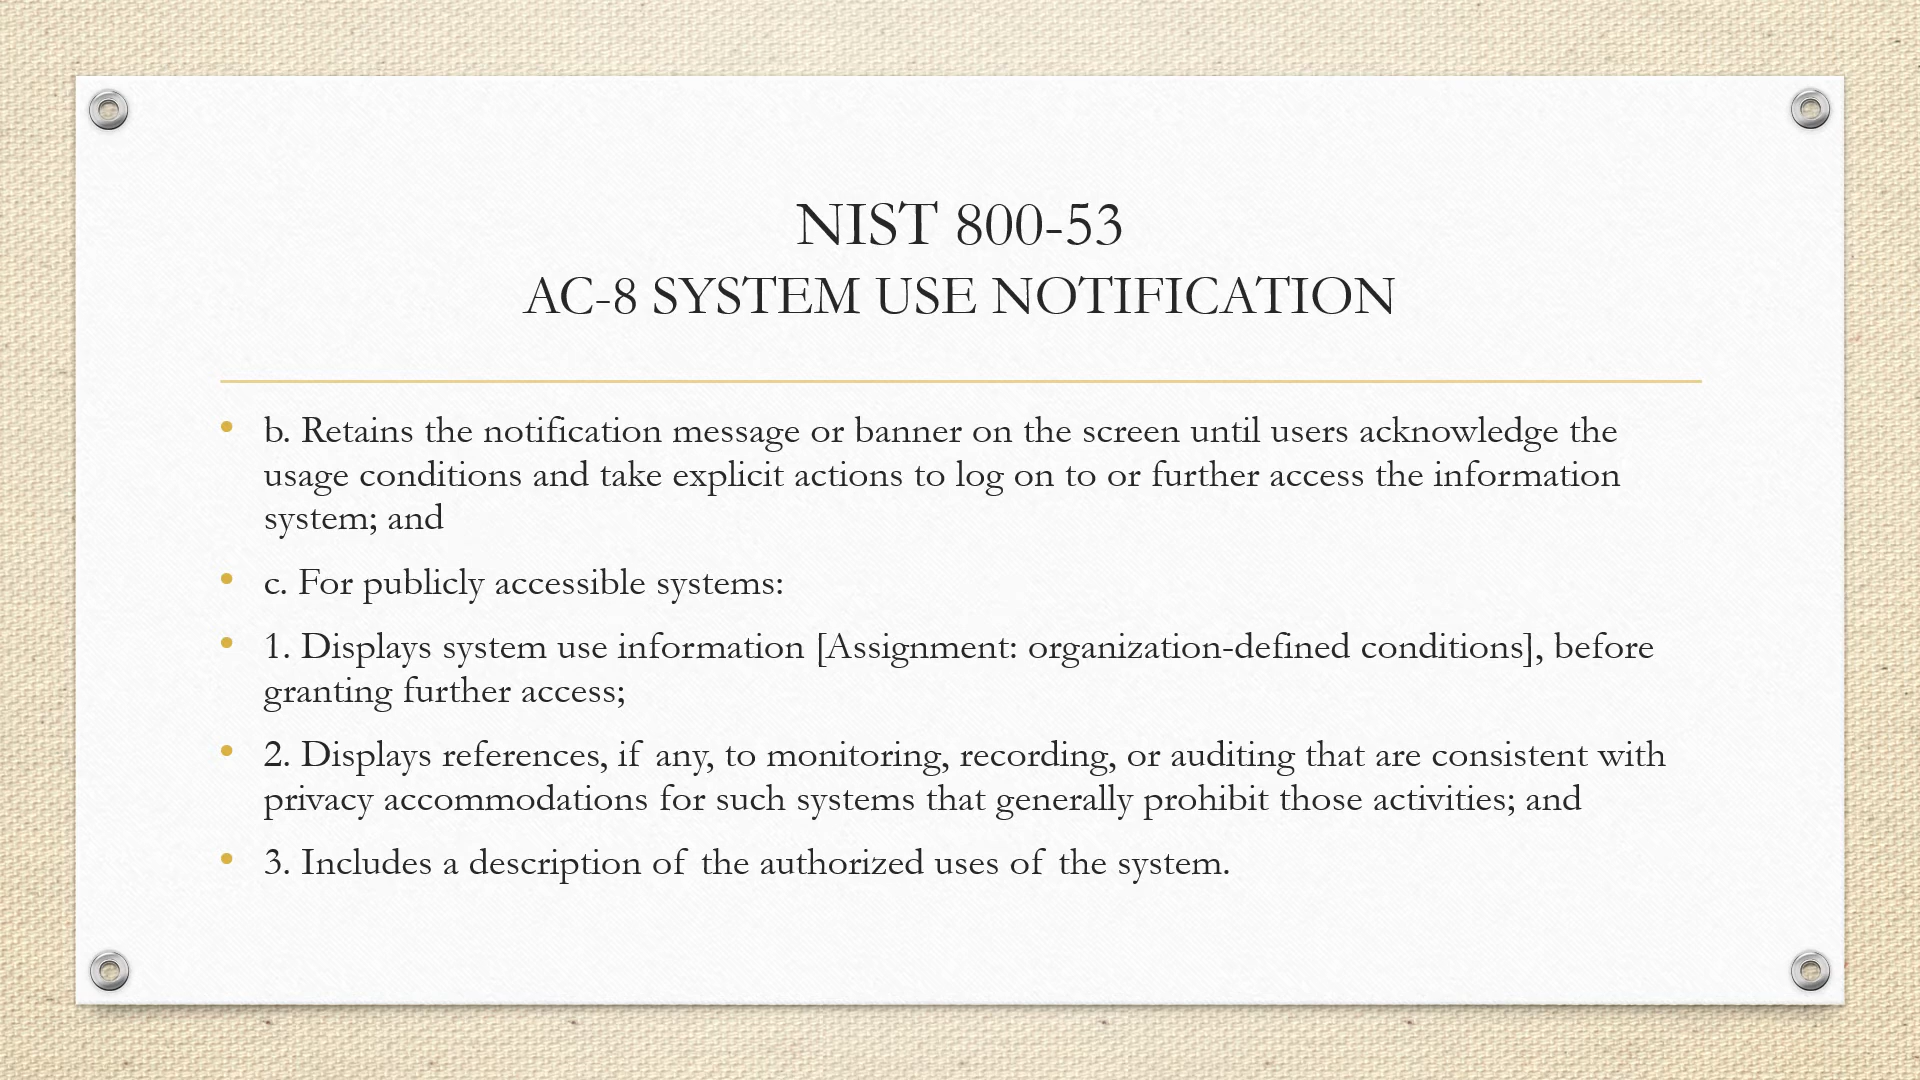 NIST 800-53
AC-8 SYSTEM USE NOTIFICATION
• b. Retains the notification message or banner on the screen until users acknowledge the
usage conditions and take explicit actions to log on to or further access the information
system; and
• c. For publicly accessible systems:
• 1. Displays system use information [Assignment: organization-defined conditions], before
granting further access;
• 2. Displays references, if any, to monitoring, recording, or auditing that are consistent with
privacy accommodations for such systems that generally prohibit those activities; and
• 3. Includes a description of the authorized uses of the system.